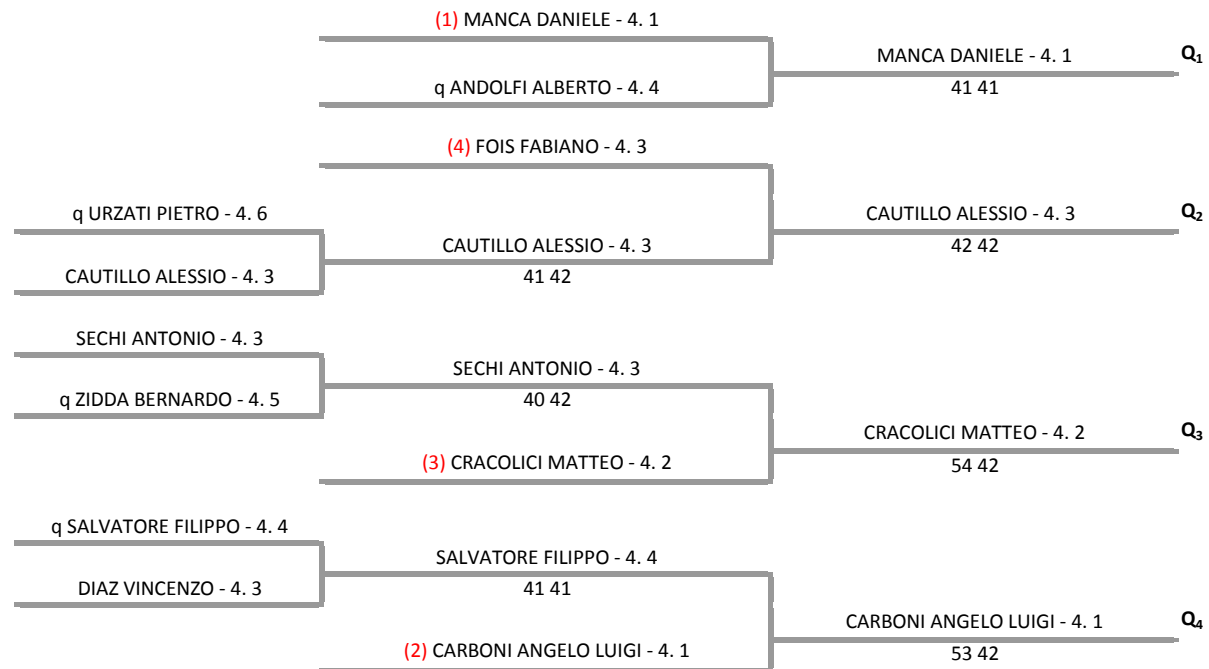 (1) MANCA DANIELE - 4. 1
MANCA DANIELE - 4. 1
Q₁
q ANDOLFI ALBERTO - 4. 4
41 41
(4) FOIS FABIANO - 4. 3
q URZATI PIETRO - 4. 6
CAUTILLO ALESSIO - 4. 3
Q₂
CAUTILLO ALESSIO - 4. 3
42 42
CAUTILLO ALESSIO - 4. 3
41 42
SECHI ANTONIO - 4. 3
SECHI ANTONIO - 4. 3
q ZIDDA BERNARDO - 4. 5
40 42
CRACOLICI MATTEO - 4. 2
Q₃
(3) CRACOLICI MATTEO - 4. 2
54 42
q SALVATORE FILIPPO - 4. 4
SALVATORE FILIPPO - 4. 4
DIAZ VINCENZO - 4. 3
41 41
CARBONI ANGELO LUIGI - 4. 1
Q₄
(2) CARBONI ANGELO LUIGI - 4. 1
53 42